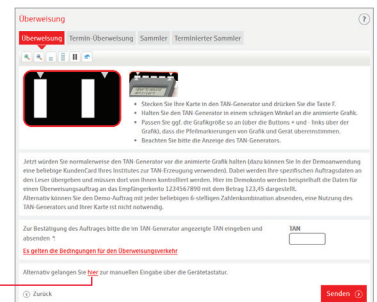 Überweisung
?
Überweisung Termin-Überweisung Sammler Terminierter Sammler
• Stecken Sie Ihre Karte in den TAN-Generator und drücken Sie die Taste F.
• Halten Sie den TAN-Generator in einem schrägen Winkel an die animierte Grafik.
• Passen Sie ggf. die Grafikgröße so an (über die Buttons + und - links über der
Grafik), dass die Pfeilmarkierungen von Grafik und Gerät übereinstimmen.
• Beachten Sie bitte die Anzeige des TAN-Generators.
Jetzt würden Sie normalerweise den TAN-Generator vor die animierte Grafik halten (dazu können Sie in der Demoanwendung
eine beliebige KundenCard Ihres Institutes zur TAN-Erzeugung verwenden). Dabei werden Ihre spezifischen Auftragsdaten an
den Leser übergeben und müssen dort von Ihnen kontrolliert werden. Hier im Demokonto werden beispielhaft die Daten für
einen Überweisungsauftrag an das Empfängerkonto 1234567890 mit dem Betrag 123,45 dargestellt.
Alternativ können Sie den Demo-Auftrag mit jeder beliebigen 6-stelligen Zahlenkombination absenden, eine Nutzung des
TAN-Generators und Ihrer Karte ist nicht notwendig.
Zur Bestätigung des Auftrages bitte die im TAN-Generator angezeigte TAN eingeben und
absenden *.
TAN
Es gelten die Bedingungen für den Überweisungsverkehr
Alternativ gelangen Sie hier zur manuellen Eingabe über die Gerätetastatur.
Zurück
Senden